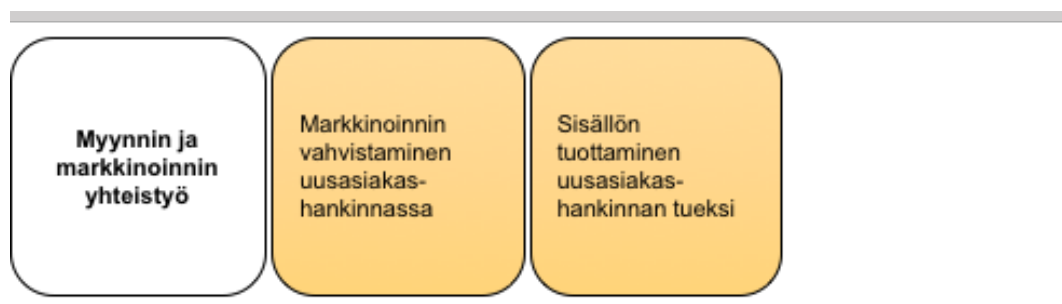 Myynnin ja
markkinoinnin
yhteistyö
Markkinoinnin
vahvistaminen
uusasiakas-
hankinnassa
Sisällön
tuottaminen
uusasiakas-
hankinnan tueksi